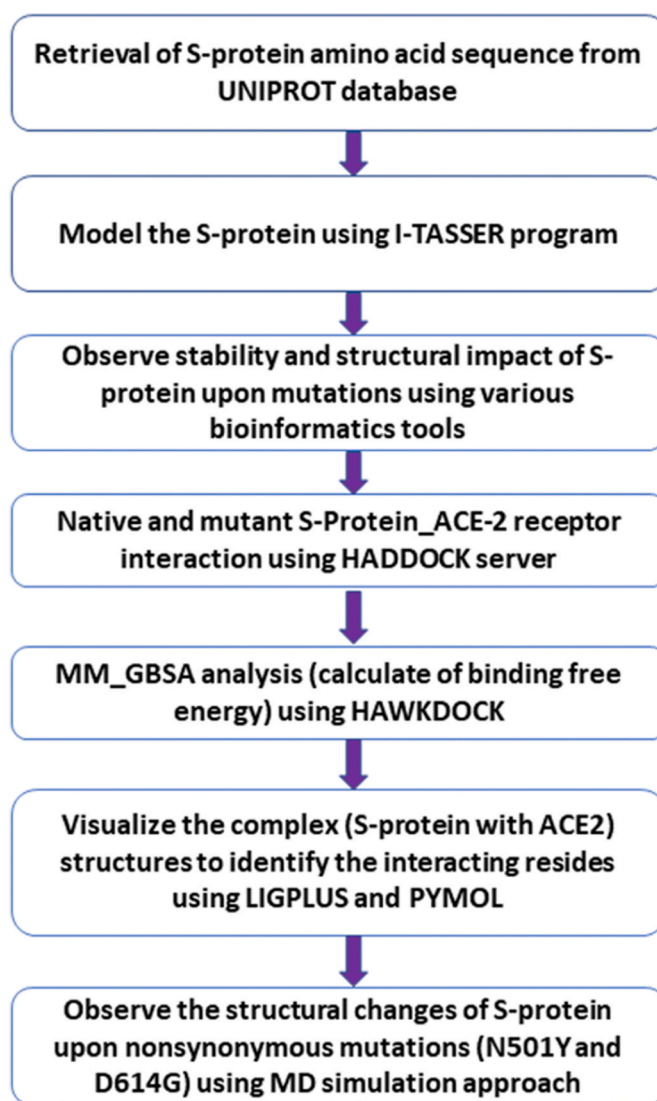 Retrieval of S-protein amino acid sequence from
UNIPROT database
Model the S-protein using I-TASSER program
Observe stability and structural impact of S-
protein upon mutations using various
bioinformatics tools
Native and mutant S-Protein_ACE-2 receptor
interaction using HADDOCK server
MM_GBSA analysis (calculate of binding free
energy) using HAWKDOCK
Visualize the complex (S-protein with ACE2)
structures to identify the interacting resides
using LIGPLUS and PYMOL
Observe the structural changes of S-protein
upon nonsynonymous mutations (N501Y and
D614G) using MD simulation approach